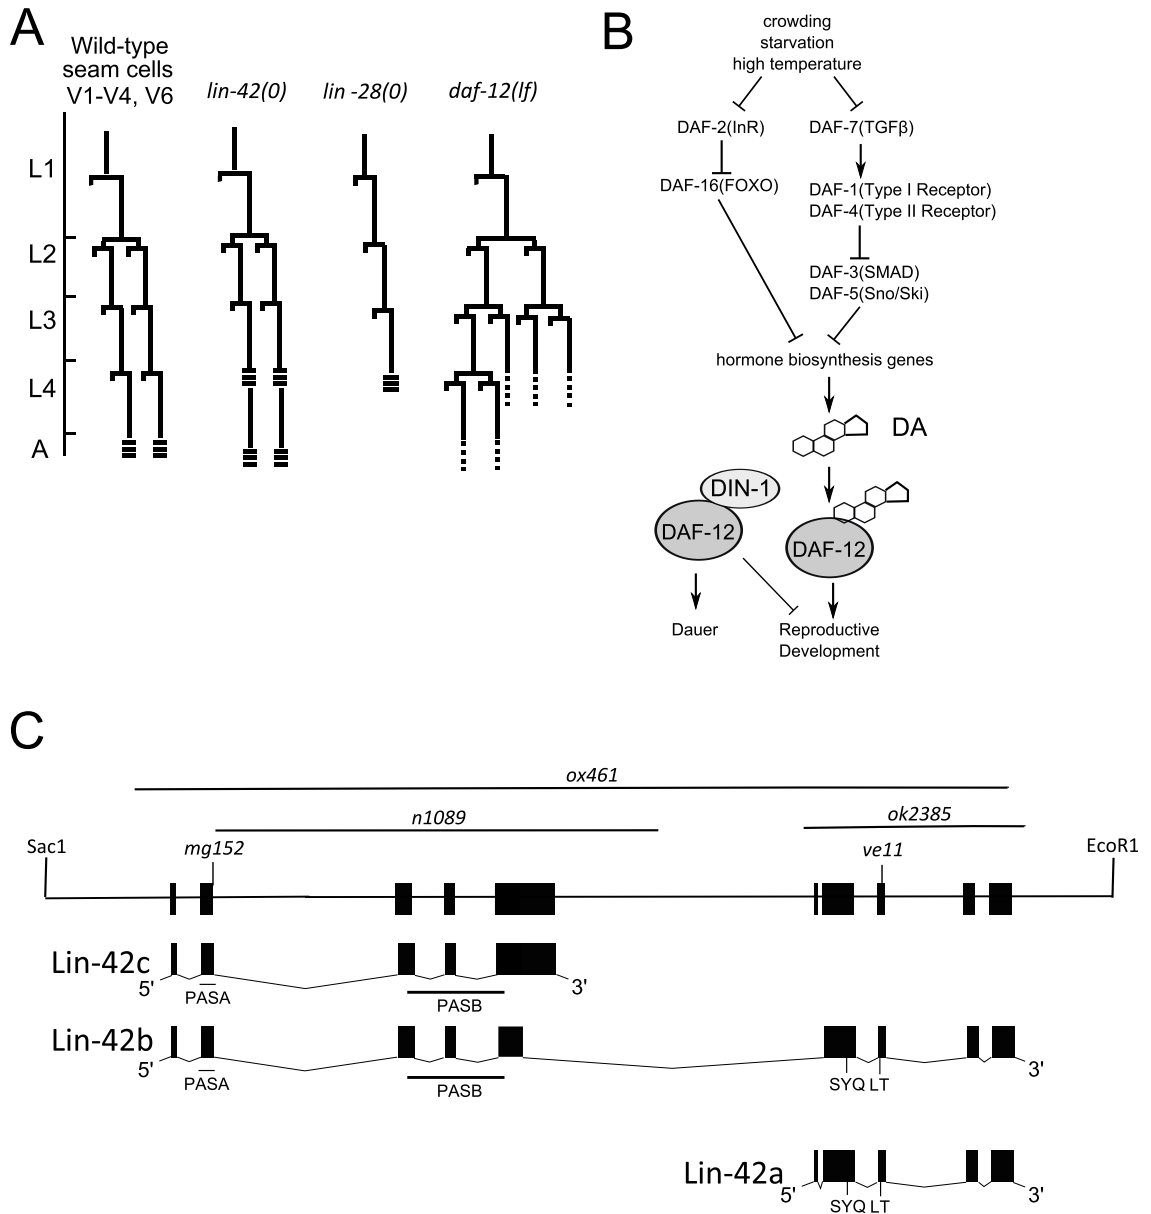 A
Wild-type
seam cells
V1-V4, V6
lin-42(0)
lin -28(0)
daf-12(lf)
L1
L2
L3
L4
A
B
crowding
starvation
high temperature
DAF-2(InR)
DAF-7(TGFβ)
DAF-16(FOXO)
DAF-1(Type I Receptor)
DAF-4(Type II Receptor)
DAF-3(SMAD)
DAF-5(Sno/Ski)
hormone biosynthesis genes
DA
DIN-1
DAF-12
DAF-12
Dauer
Reproductive
Development
C
ox461
n1089
ok2385
Sac1
mg152
ve11
EcoR1
Lin-42c
5'
3'
PASA
PASB
Lin-42b
5'
3'
PASA
PASB
SYQ LT
Lin-42a
5'
3'
SYQ LT